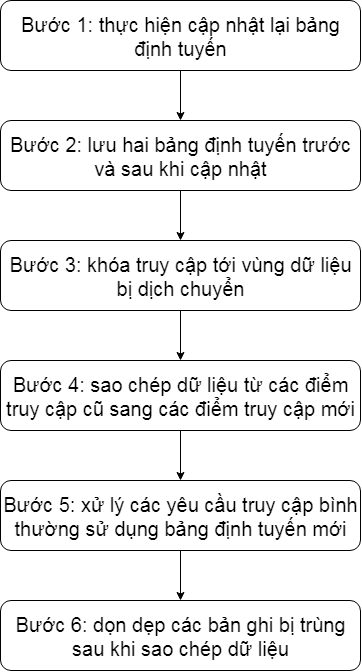 Bước 1: thực hiện cập nhật lại bảng
định tuyến
Bước 2: lưu hai bảng định tuyến trước
và sau khi cập nhật
Bước 3: khóa truy cập tới vùng dữ liệu
bị dịch chuyển
Bước 4: sao chép dữ liệu từ các điểm
truy cập cũ sang các điểm truy cập mới
Bước 5: xử lý các yêu cầu truy cập bình
thường sử dụng bảng định tuyến mới
Bước 6: dọn dẹp các bản ghi bị trùng
sau khi sao chép dữ liệu